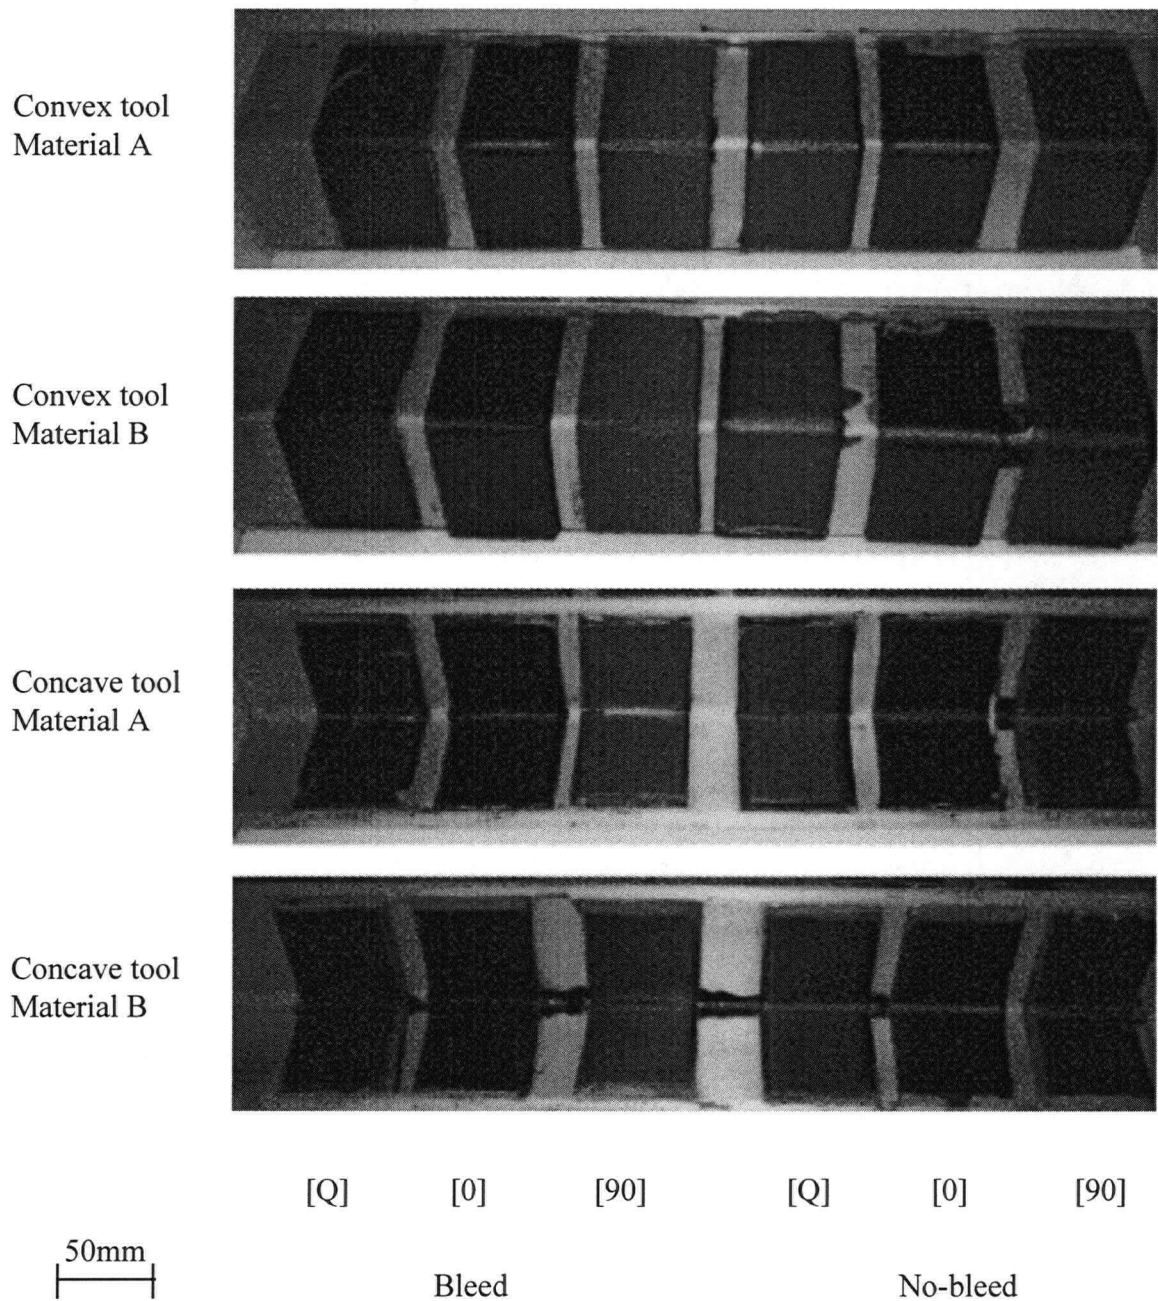 Convex tool
Material A
Convex tool
Material B
Concave tool
Material A
Concave tool
Material B
[Q] [0] [90] [Q] [0] [90]
50mm
Bleed No-bleed